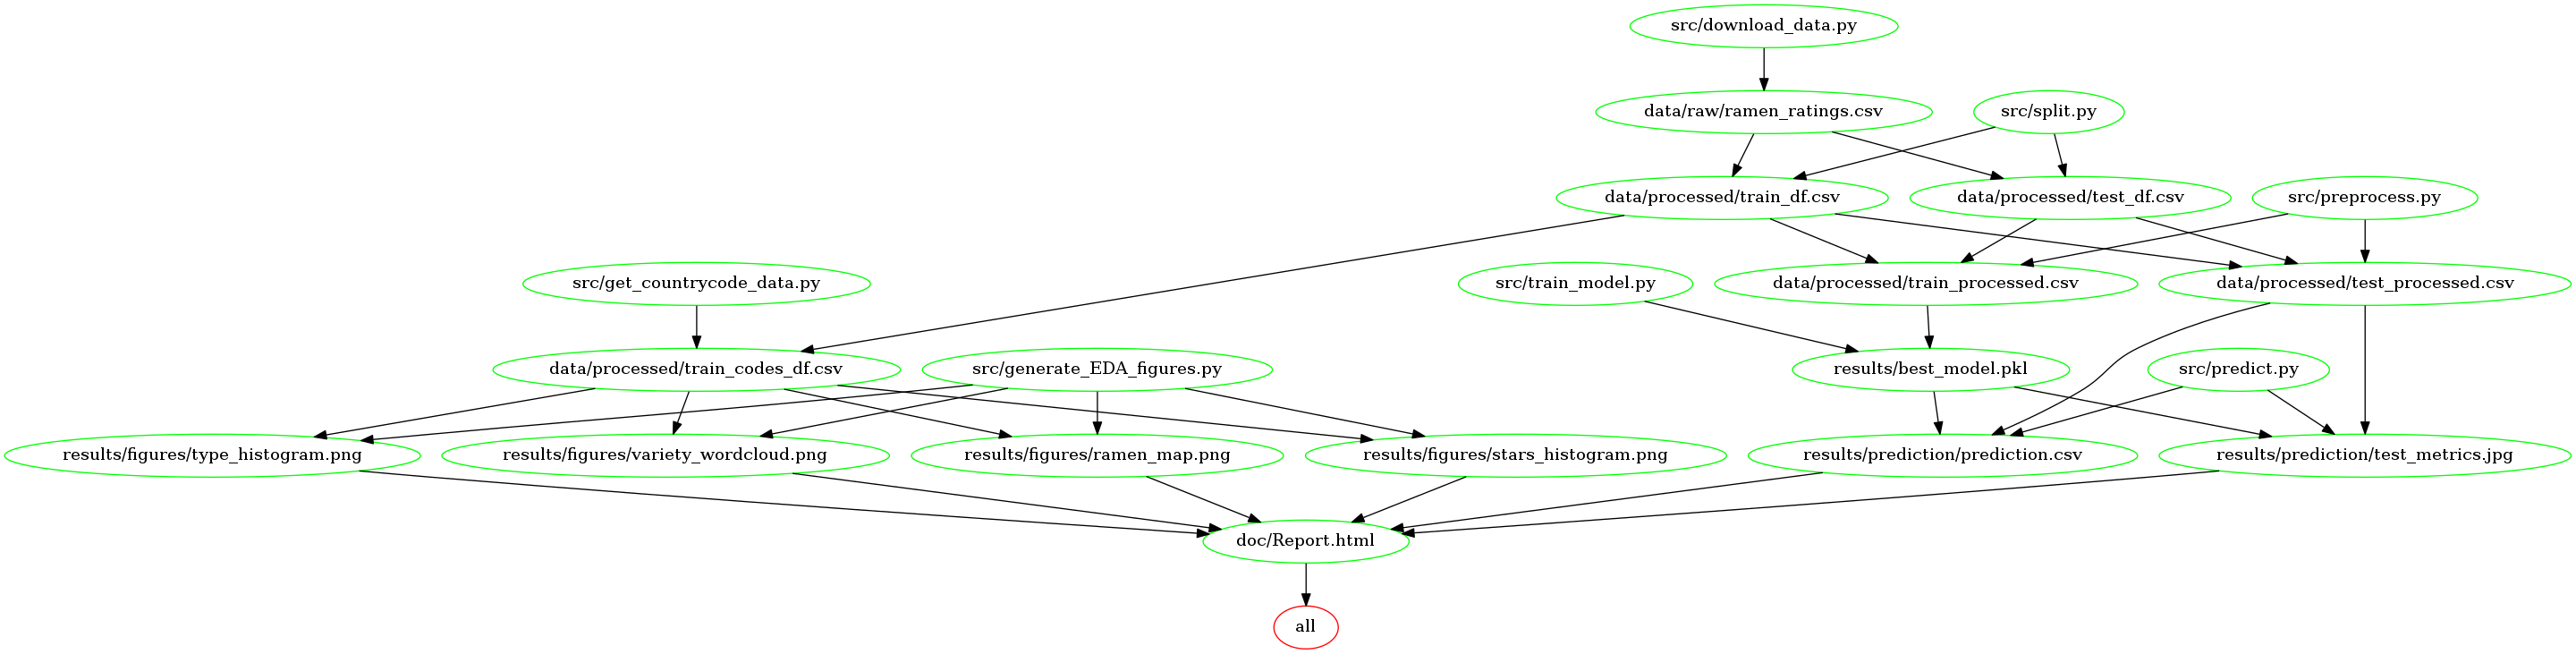 src/download_data.py
data/raw/ramen_ratings.csv
src/split.py
data/processed/train_df.csv
data/processed/test_df.csv
src/preprocess.py
src/get_countrycode_data.py
src/train_model.py
data/processed/train_processed.csv
data/processed/test_processed.csv
data/processed/train_codes_df.csv
src/generate_EDA_figures.py
results/best_model.pkl
src/predict.py
results/figures/type_histogram.png
results/figures/variety_wordcloud.png
results/figures/ramen_map.png
results/figures/stars_histogram.png
results/prediction/prediction.csv
results/prediction/test_metrics.jpg
doc/Report.html
all